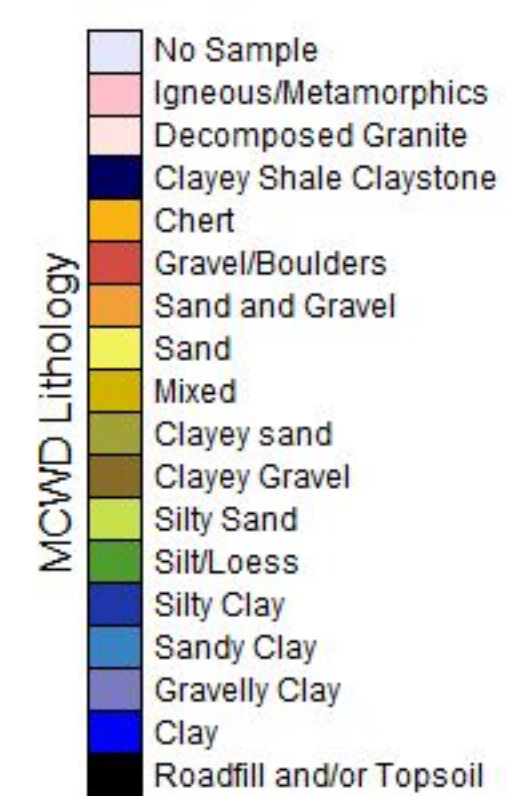 MCWD Lithology
No Sample
Igneous/Metamorphics
Decomposed Granite
Clayey Shale Claystone
Chert
Gravel/Boulders
Sand and Gravel
Sand
Mixed
Clayey sand
Clayey Gravel
Silty Sand
Silt/Loess
Silty Clay
Sandy Clay
Gravelly Clay
Clay
Roadfill and/or Topsoil